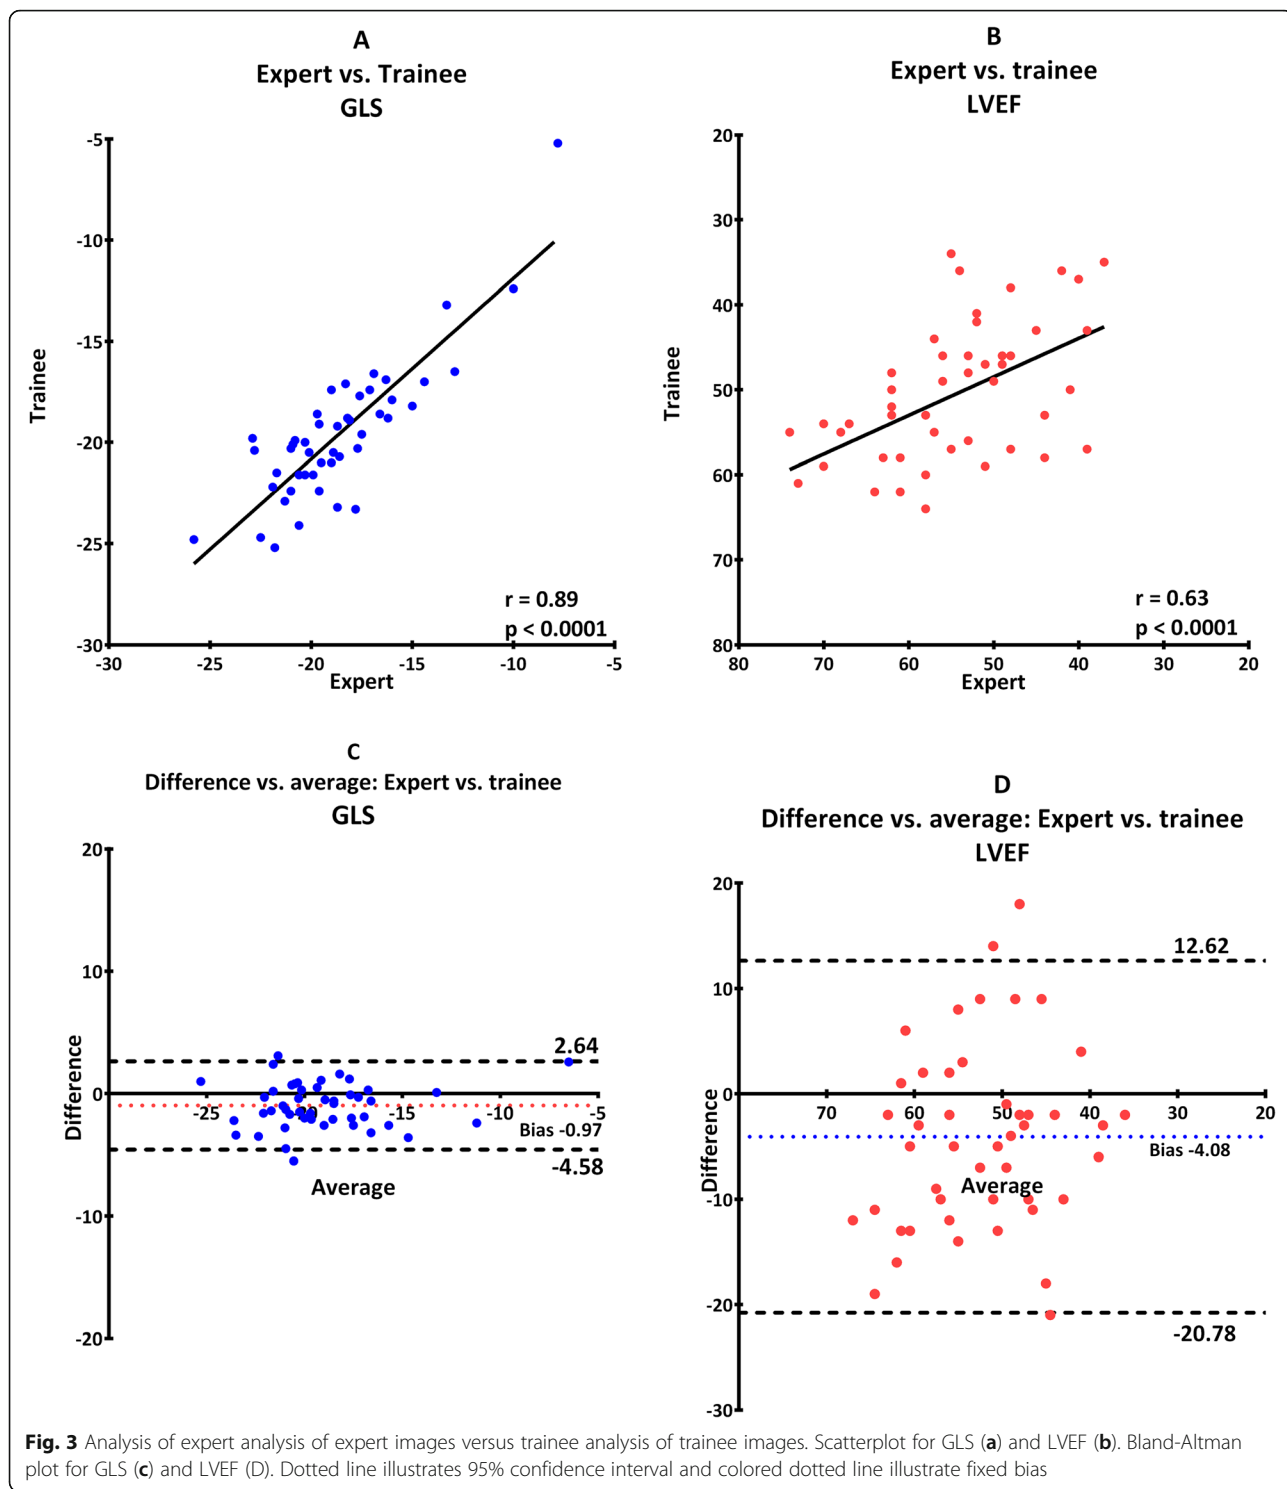 A
Expert vs. Trainee
GLS
-5
-10
-15
-20
-25
-30
Trainee
r = 0.89
p < 0.0001
-30 -25 -20 -15 -10 -5
Expert
B
Expert vs. trainee
LVEF
20
30
40
50
60
70
80
Trainee
r = 0.63
p < 0.0001
80 70 60 50 40 30 20
Expert
C
Difference vs. average: Expert vs. trainee
GLS
20
10
0
-10
-20
Difference
2.64
-25 -20 -15 -10 -5
Bias -0.97
-4.58
Average
D
Difference vs. average: Expert vs. trainee
LVEF
20
10
0
-10
-20
-30
Difference
12.62
70 60 50 40 30 20
Bias -4.08
Average
-20.78
Fig. 3 Analysis of expert analysis of expert images versus trainee analysis of trainee images. Scatterplot for GLS (a) and LVEF (b). Bland-Altman
plot for GLS (c) and LVEF (D). Dotted line illustrates 95% confidence interval and colored dotted line illustrate fixed bias